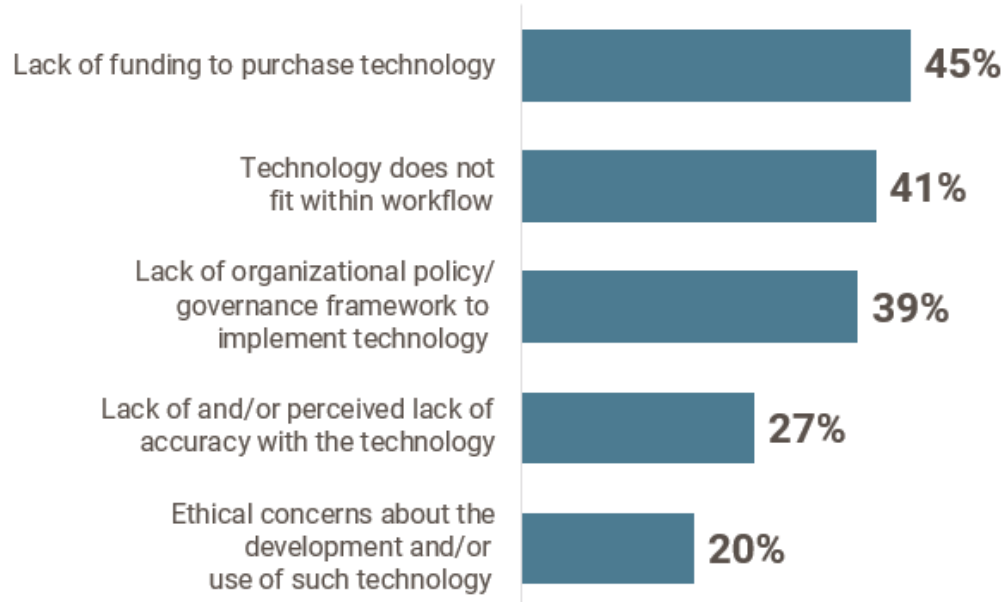 Lack of funding to purchase technology
45%
Technology does not
fit within workflow
41%
Lack of organizational policy/
governance framework to
implement technology
39%
Lack of and/or perceived lack of
accuracy with the technology
27%
Ethical concerns about the
development and/or
use of such technology
20%